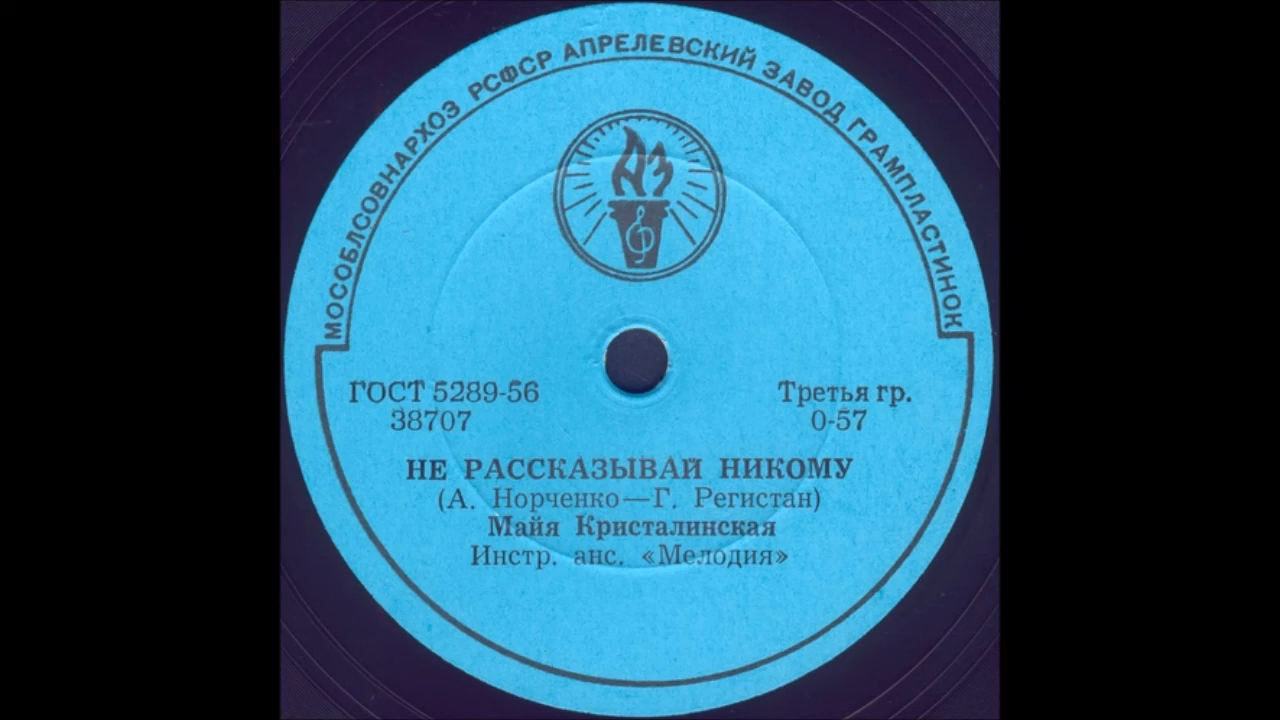 МОСОБЛСОВНАРХОЗ РСФСР АПРЕЛЕВСКИЙ ЗАВОД ГРАМПЛАСТИНОК
АЗ
ГОСТ 5289-56
38707
Третья гр.
0-57
НЕ РАССКАЗЫВАЙ НИКОМУ
(А. Норченко—Г. Регистан)
Майя Кристалинская
Инстр. анс. «Мелодия»